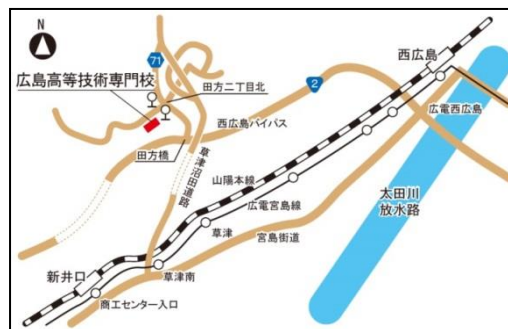 N
71
西広島
広島高等技術専門校
田方二丁目北
2
広電西広島
西広島バイパス
田方橋
草津沼田道路
山陽本線
太田川
放水路
広電宮島線
草津
宮島街道
新井口
草津南
商工センター入口